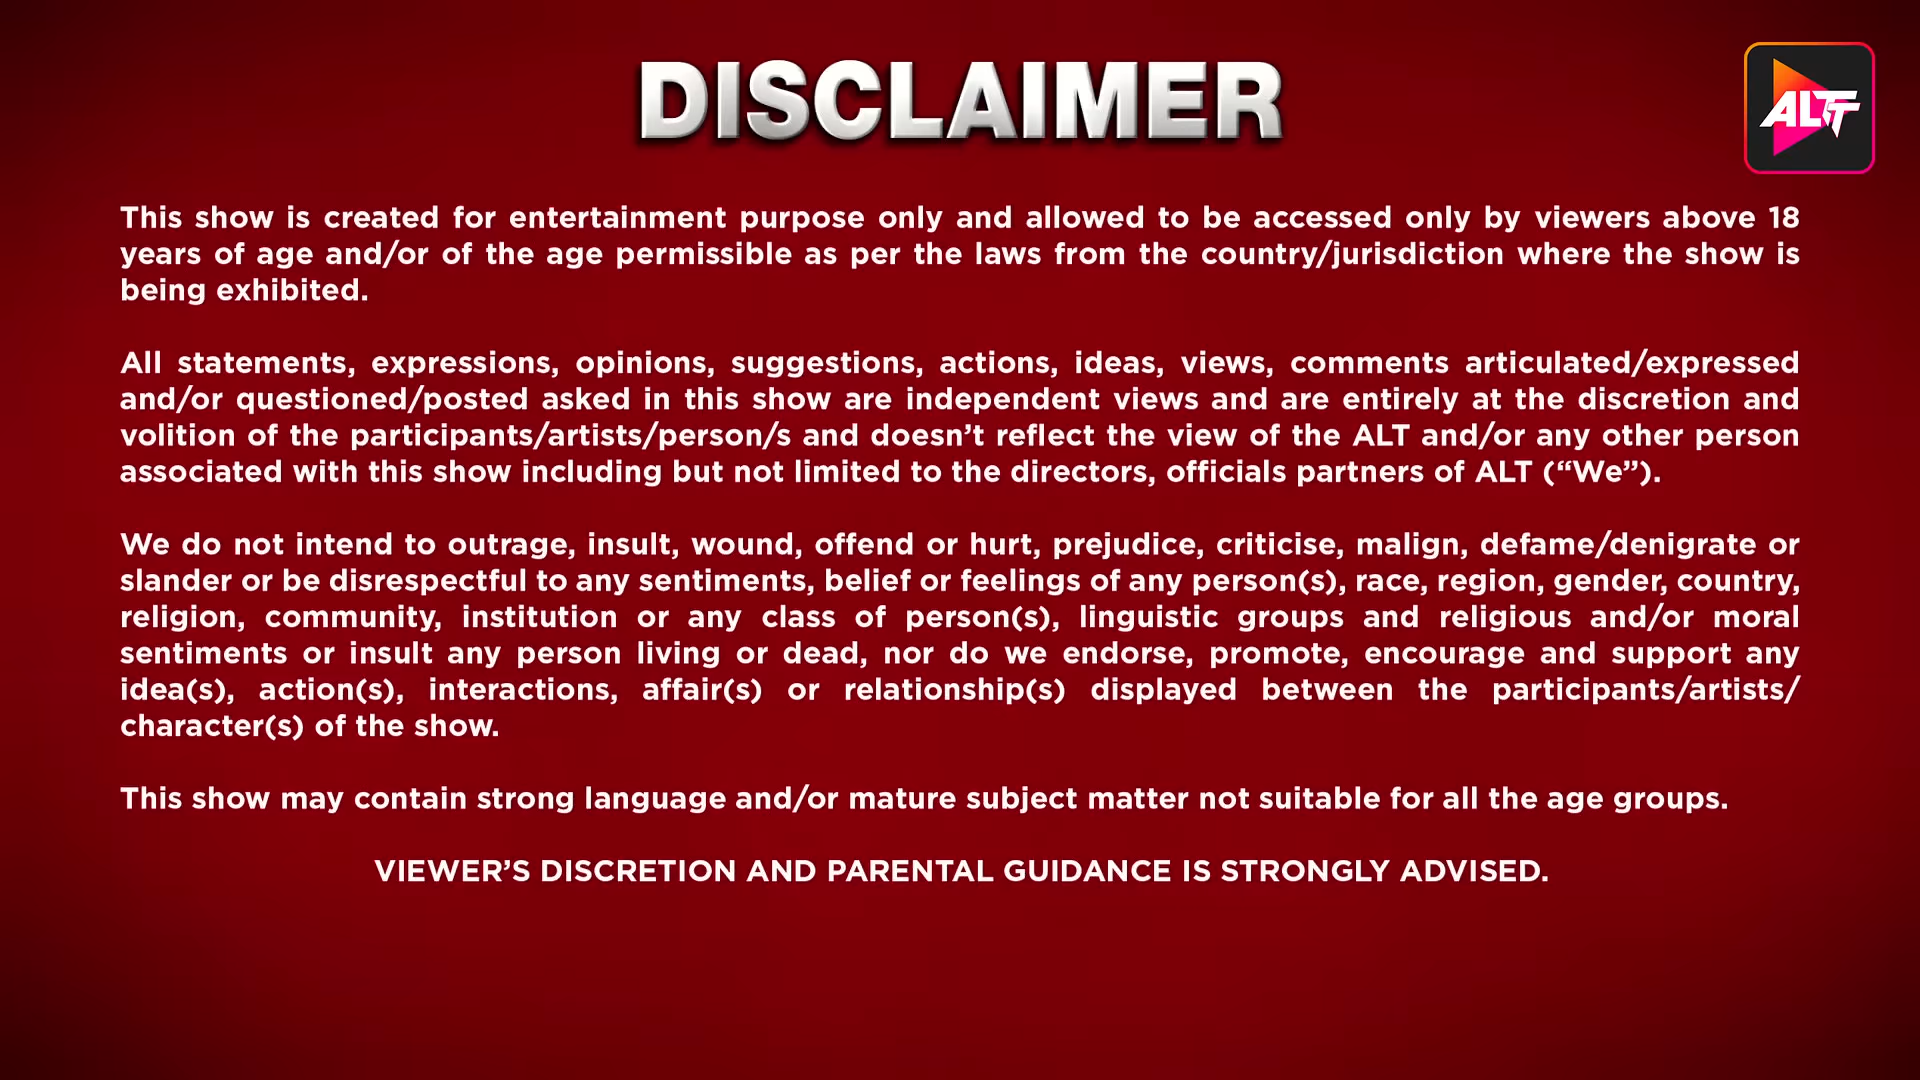 DISCLAIMER
ALTT
This show is created for entertainment purpose only and allowed to be accessed only by viewers above 18
years of age and/or of the age permissible as per the laws from the country/jurisdiction where the show is
being exhibited.
All statements, expressions, opinions, suggestions, actions, ideas, views, comments articulated/expressed
and/or questioned/posted asked in this show are independent views and are entirely at the discretion and
volition of the participants/artists/person/s and doesn’t reflect the view of the ALT and/or any other person
associated with this show including but not limited to the directors, officials partners of ALT (“We”).
We do not intend to outrage, insult, wound, offend or hurt, prejudice, criticise, malign, defame/denigrate or
slander or be disrespectful to any sentiments, belief or feelings of any person(s), race, region, gender, country,
religion, community, institution or any class of person(s), linguistic groups and religious and/or moral
sentiments or insult any person living or dead, nor do we endorse, promote, encourage and support any
idea(s), action(s), interactions, affair(s) or relationship(s) displayed between the participants/artists/
character(s) of the show.
This show may contain strong language and/or mature subject matter not suitable for all the age groups.
VIEWER’S DISCRETION AND PARENTAL GUIDANCE IS STRONGLY ADVISED.